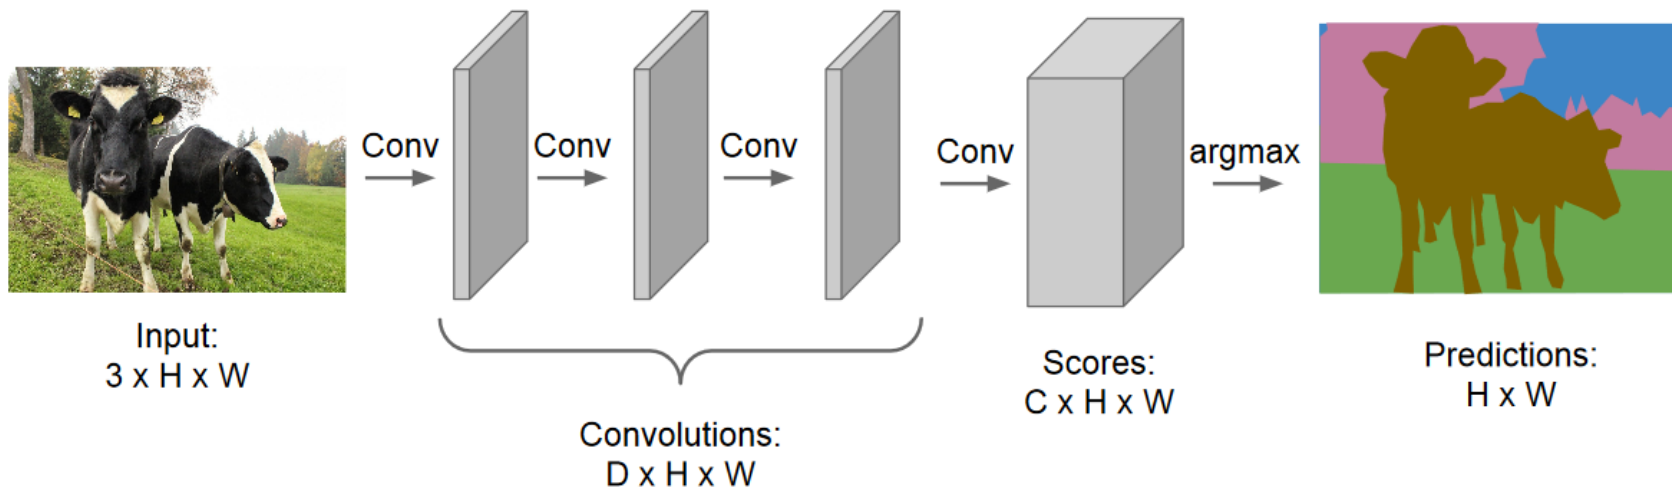 Input:
3 x H x W
Conv
Conv
Conv
Convolutions:
D x H x W
Conv
Scores:
C x H x W
argmax
Predictions:
H x W